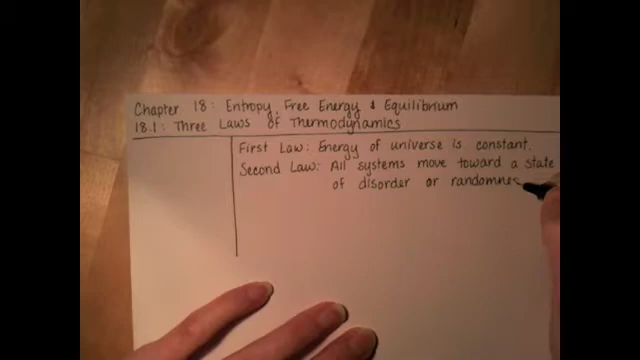 Chapter 18: Entropy, Free Energy & Equilibrium
18.1: Three Laws of Thermodynamics
First Law: Energy of universe is constant.
Second Law: All systems move toward a state
of disorder or randomnes